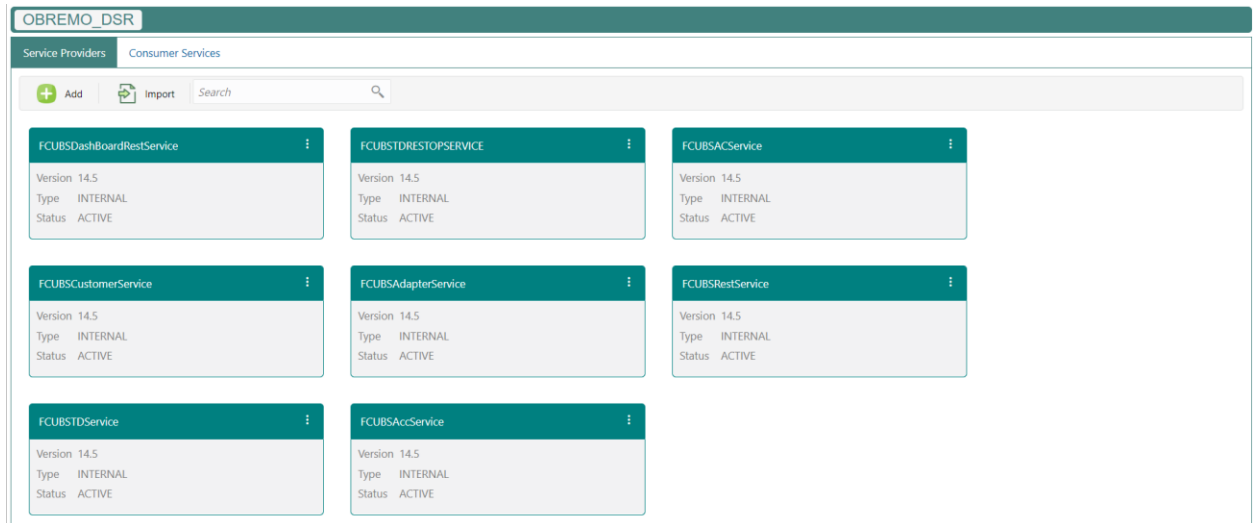 OBREMO_DSR
Service Providers Consumer Services
Add Import Search
FCUBSDashBoardRestService FCUBSTDRESTOPSERVICE FCUBSACService
Version 14.5 Version 14.5 Version 14.5
Type INTERNAL Type INTERNAL Type INTERNAL
Status ACTIVE Status ACTIVE Status ACTIVE
FCUBSCustomerService FCUBSAdapterService FCUBSRestService
Version 14.5 Version 14.5 Version 14.5
Type INTERNAL Type INTERNAL Type INTERNAL
Status ACTIVE Status ACTIVE Status ACTIVE
FCUBSTDService FCUBSAccService
Version 14.5 Version 14.5
Type INTERNAL Type INTERNAL
Status ACTIVE Status ACTIVE